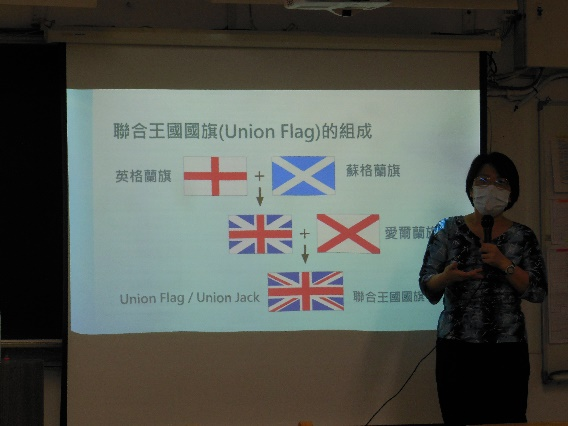 聯合王國國旗(Union Flag)的組成
英格蘭旗 + 蘇格蘭旗
+ 愛爾蘭旗
Union Flag / Union Jack 聯合王國國旗